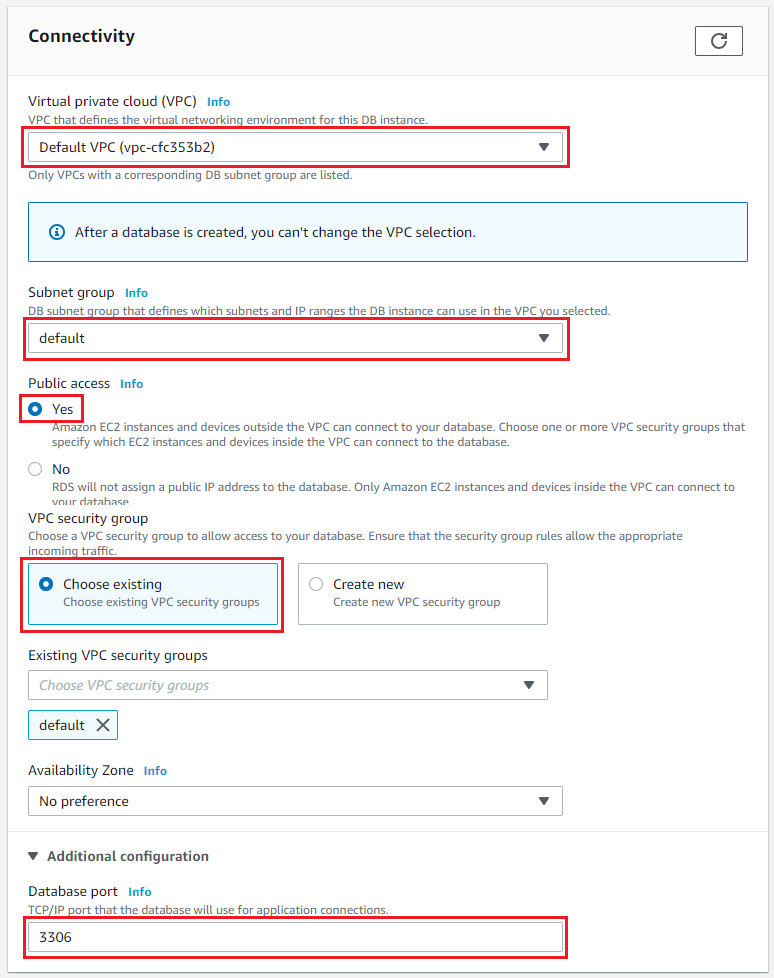 Connectivity
Virtual private cloud (VPC) Info
VPC that defines the virtual networking environment for this DB instance.
Default VPC (vpc-cfc353b2)
Only VPCs with a corresponding DB subnet group are listed.
After a database is created, you can't change the VPC selection.
Subnet group Info
DB subnet group that defines which subnets and IP ranges the DB instance can use in the VPC you selected.
default
Public access Info
Yes
Amazon EC2 instances and devices outside the VPC can connect to your database. Choose one or more VPC security groups that
specify which EC2 instances and devices inside the VPC can connect to the database.
No
RDS will not assign a public IP address to the database. Only Amazon EC2 instances and devices inside the VPC can connect to
your database.
VPC security group
Choose a VPC security group to allow access to your database. Ensure that the security group rules allow the appropriate
incoming traffic.
Choose existing
Choose existing VPC security groups
Create new
Create new VPC security group
Existing VPC security groups
Choose VPC security groups
default
Availability Zone Info
No preference
Additional configuration
Database port Info
TCP/IP port that the database will use for application connections.
3306